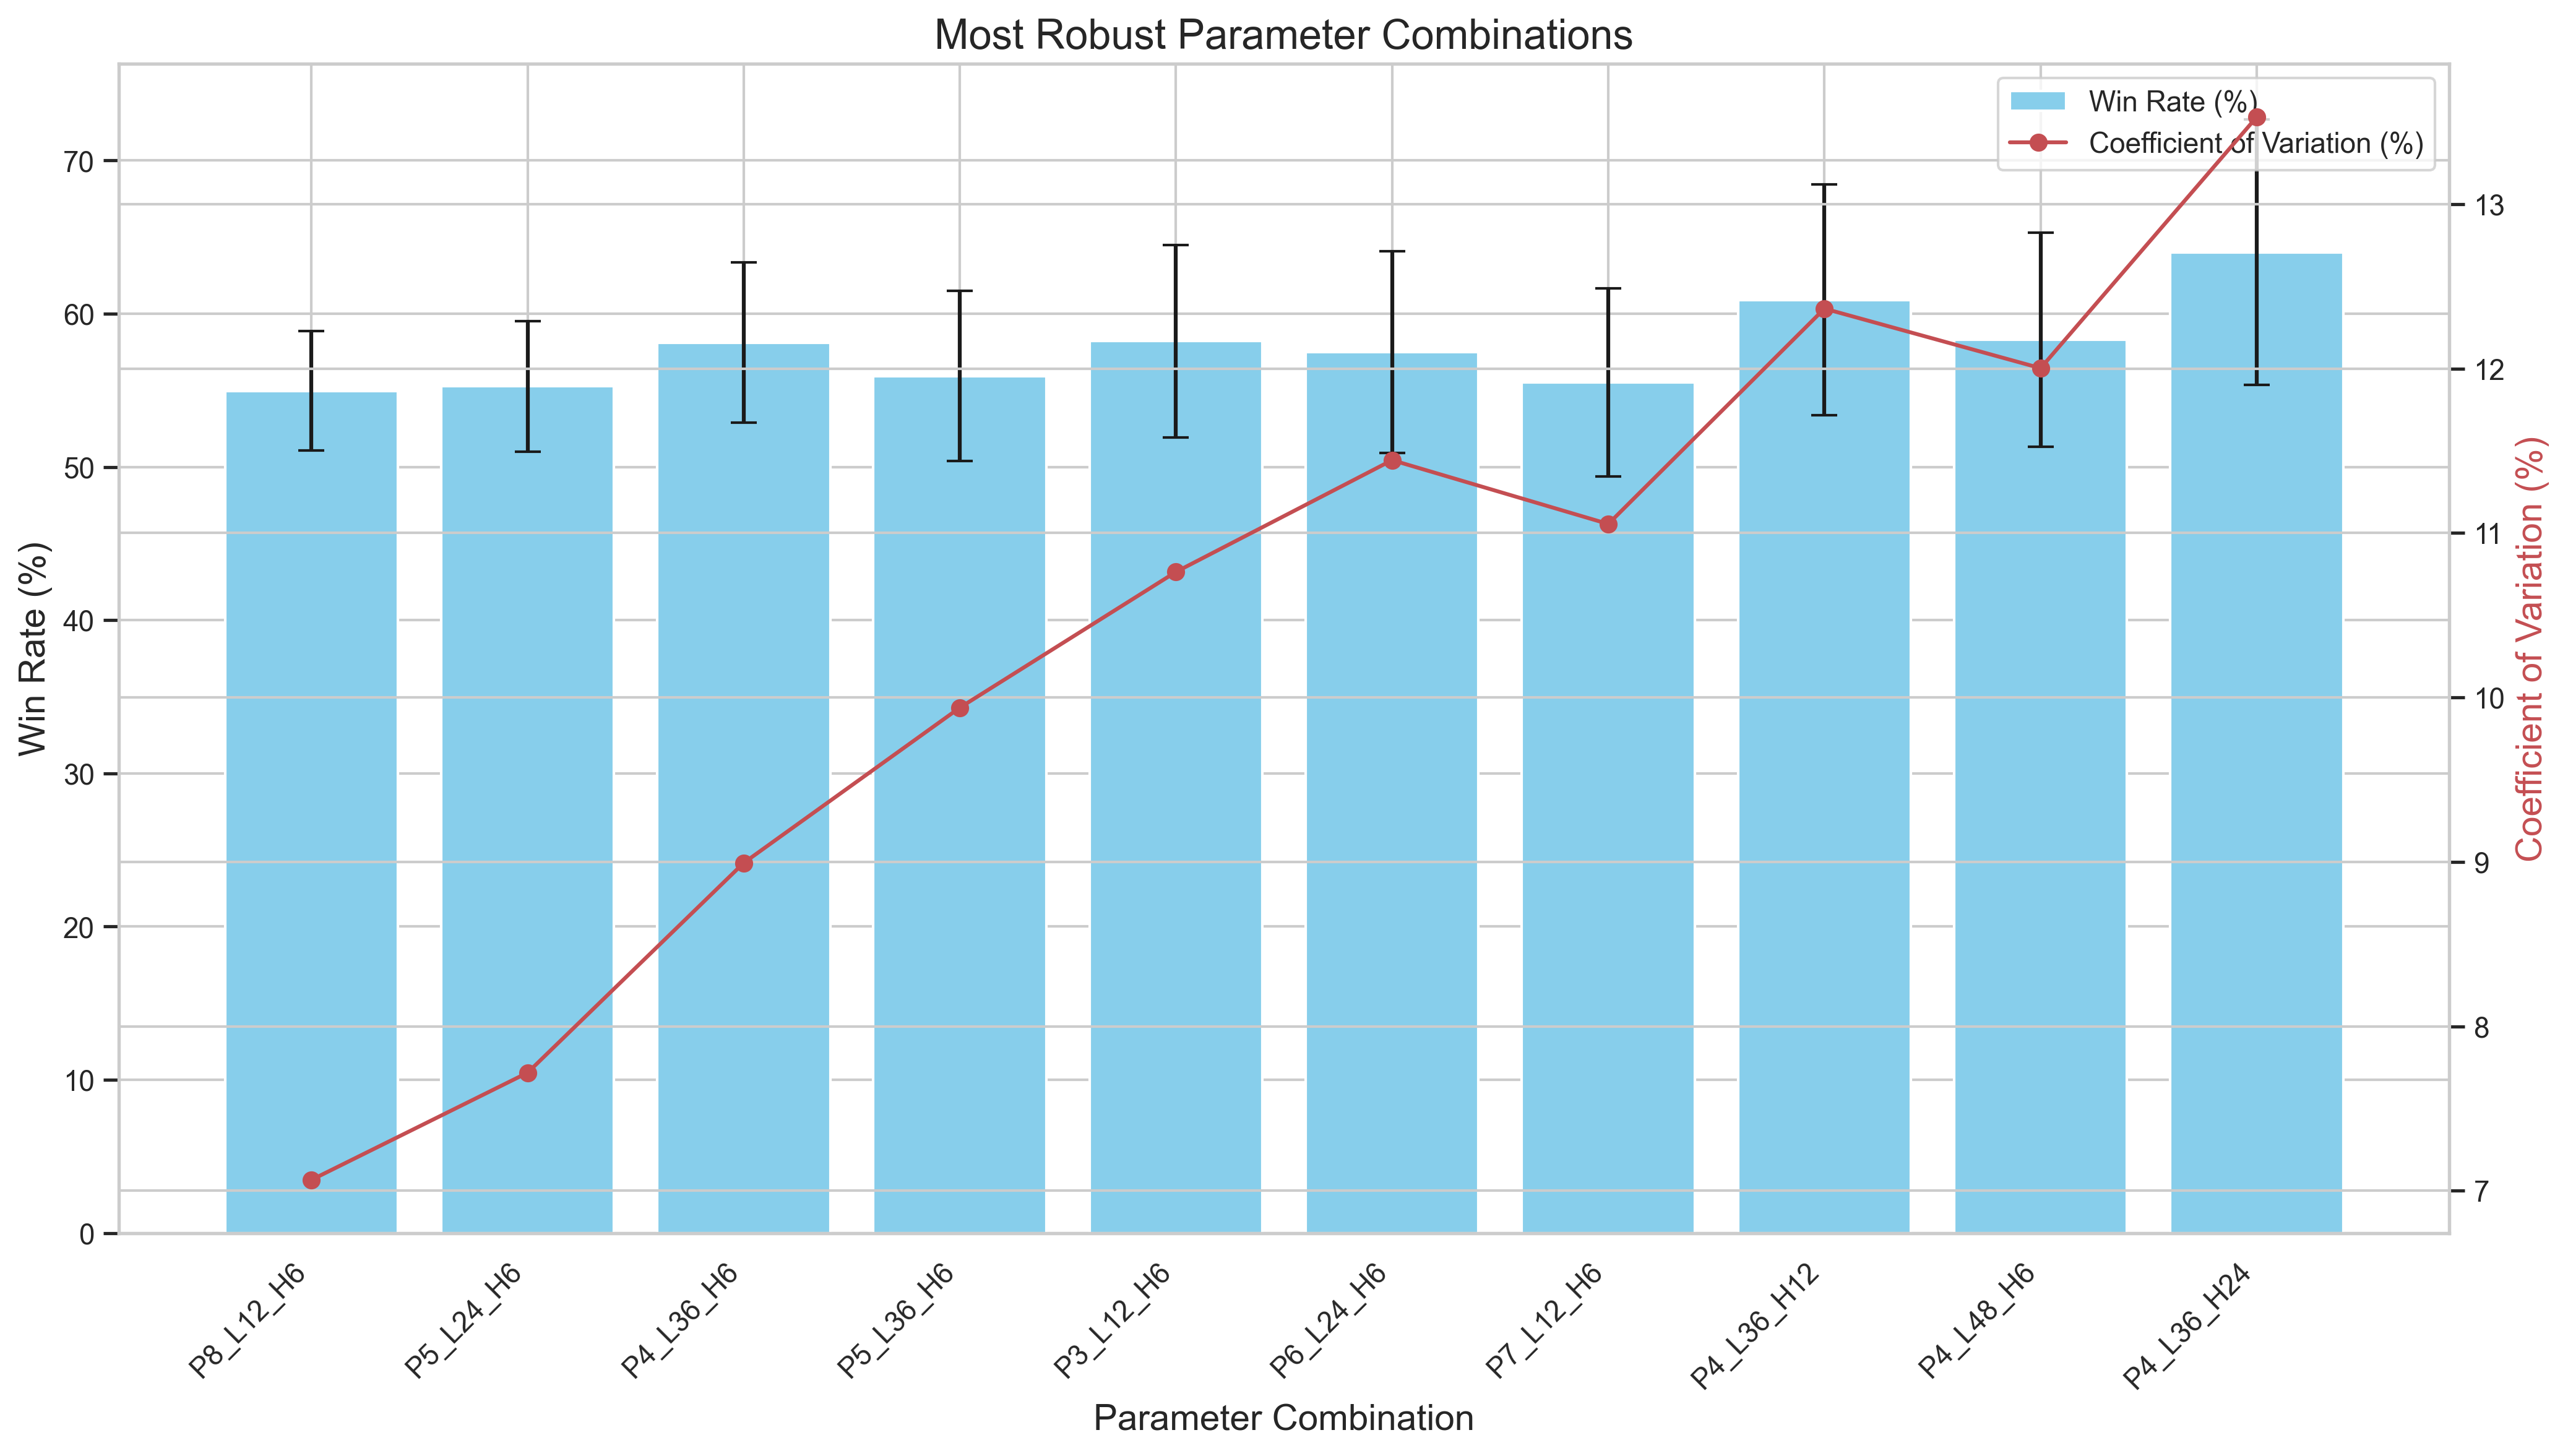 Most Robust Parameter Combinations
Win Rate (%)
Coefficient of Variation (%)
70
60
50
40
30
20
10
0
Win Rate (%)
13
12
11
10
9
8
7
Coefficient of Variation (%)
P8_L12_H6
P5_L24_H6
P4_L36_H6
P5_L36_H6
P3_L12_H6
P6_L24_H6
P7_L12_H6
P4_L36_H12
P4_L48_H6
P4_L36_H24
Parameter Combination